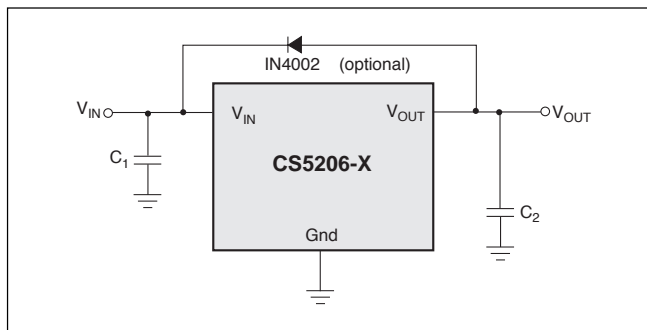 IN4002 (optional)
V_IN
V_IN
V_OUT
V_OUT
C_1
CS5206-X
C_2
Gnd